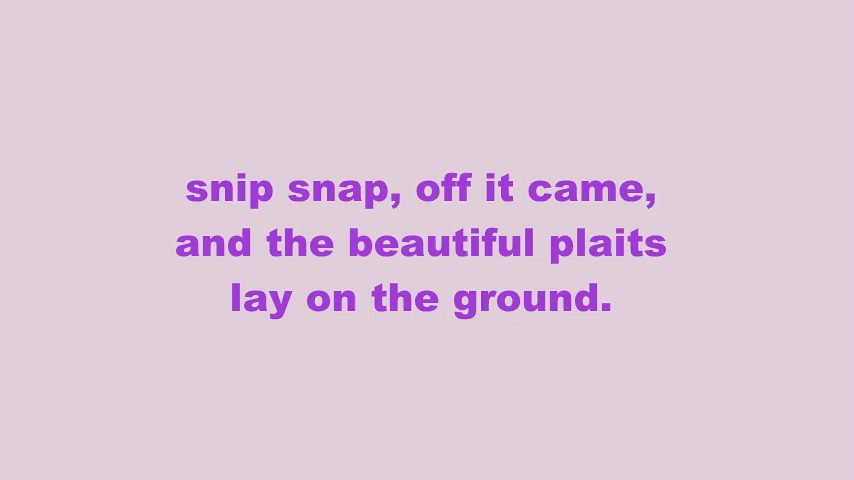 snip snap, off it came,
and the beautiful plaits
lay on the ground.